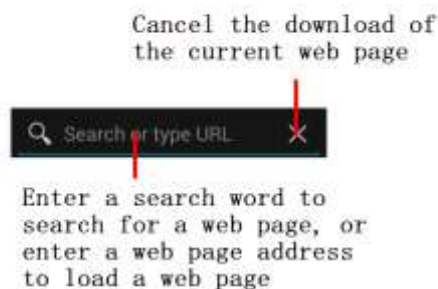 Cancel the download of
the current web page
Search or type URL
Enter a search word to
search for a web page, or
enter a web page address
to load a web page